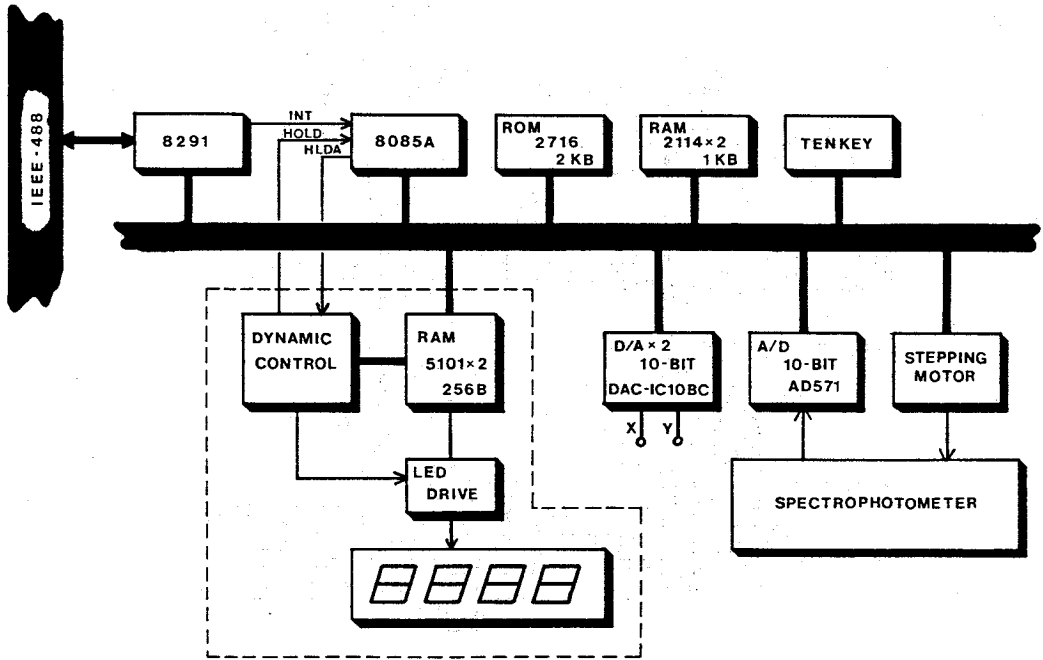 IEEE-488
8291
INT
HOLD
HLDA
8085A
ROM
2716
2 KB
RAM
2114×2
1 KB
TENKEY
DYNAMIC
CONTROL
RAM
5101×2
256B
LED
DRIVE
8888
D/A × 2
10-BIT
DAC-IC10BC
X
Y
A/D
10-BIT
AD571
STEPPING
MOTOR
SPECTROPHOTOMETER